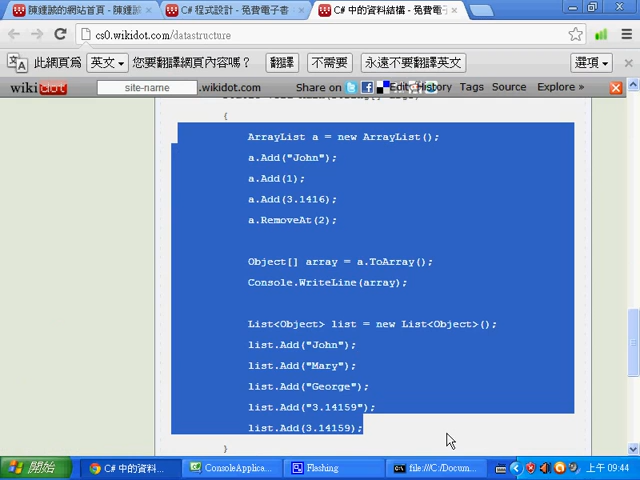 陳鍾誠的網站首頁 - 陳鍾誠
C# 程式設計 - 免費電子書
C# 中的資料結構 - 免費電子
cs0.wikidot.com/datastructure
此網頁為 英文 您要翻譯網頁內容嗎？ 翻譯 不需要 永遠不要翻譯英文 選項
wikidot site-name .wikidot.com Share on Edit History Tags Source Explore »
{
ArrayList a = new ArrayList();
a.Add("John");
a.Add(1);
a.Add(3.1416);
a.RemoveAt(2);
Object[] array = a.ToArray();
Console.WriteLine(array);
List<Object> list = new List<Object>();
list.Add("John");
list.Add("Mary");
list.Add("George");
list.Add("3.14159");
list.Add(3.14159);
}
開始 C# 中的資料... ConsoleApplica... Flashing file:///C:/Docum... 上午 09:44